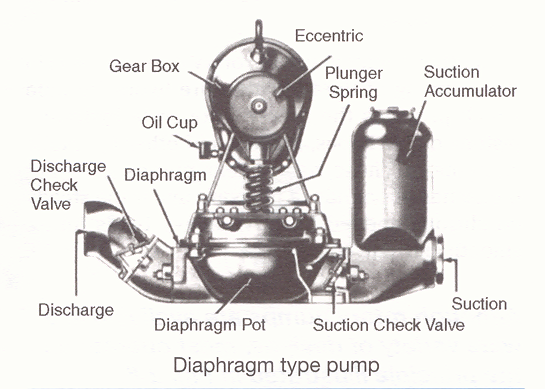 Eccentric
Gear Box
Plunger
Spring
Suction
Accumulator
Oil Cup
Discharge
Check
Valve
Diaphragm
Discharge
Diaphragm Pot
Suction Check Valve
Suction
Diaphragm type pump